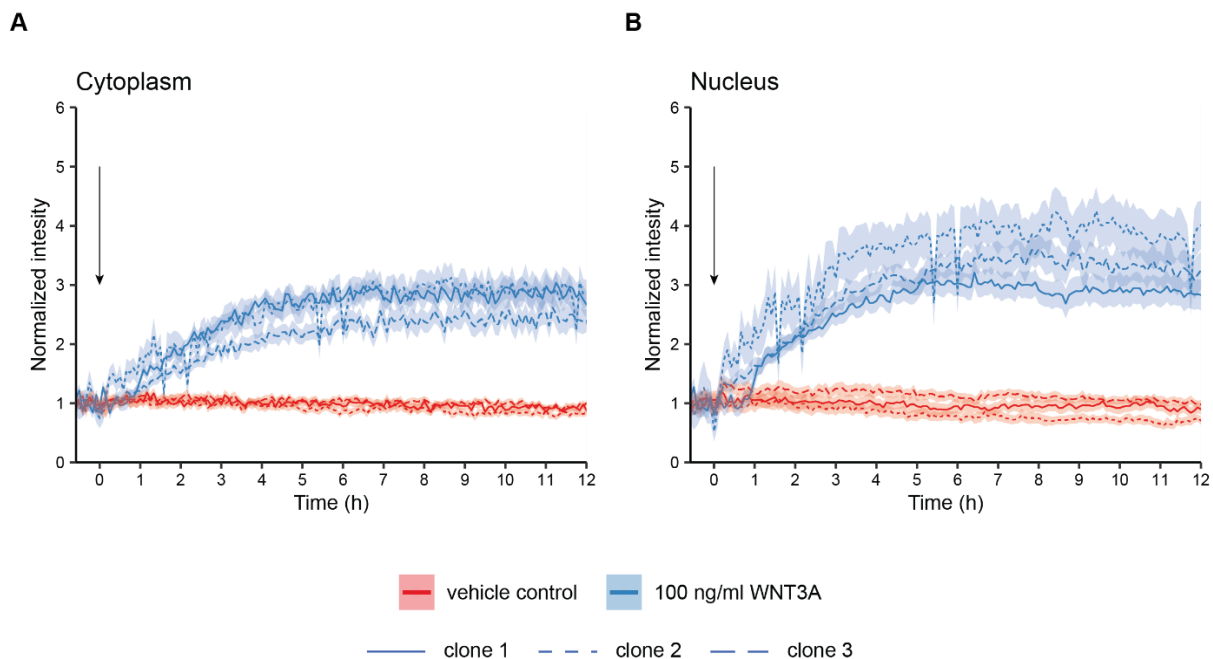 A
B
Cytoplasm
Nucleus
Normalized intesity
6
5
4
3
2
1
0
0 1 2 3 4 5 6 7 8 9 10 11 12
Time (h)
Normalized intesity
6
5
4
3
2
1
0
0 1 2 3 4 5 6 7 8 9 10 11 12
Time (h)
vehicle control
100 ng/ml WNT3A
clone 1
clone 2
clone 3